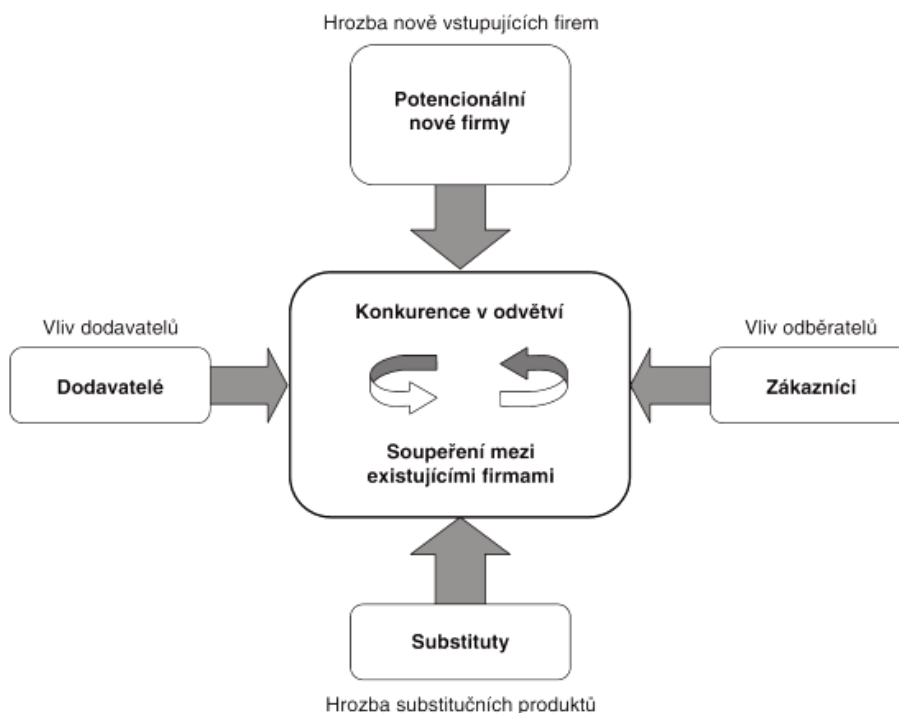 Hrozba nově vstupujících firem
Potencionální
nové firmy
Konkurence v odvětví
Vliv dodavatelů
Dodavatelé
Vliv odběratelů
Zákazníci
Soupeření mezi
existujícími firmami
Substituty
Hrozba substitučních produktů